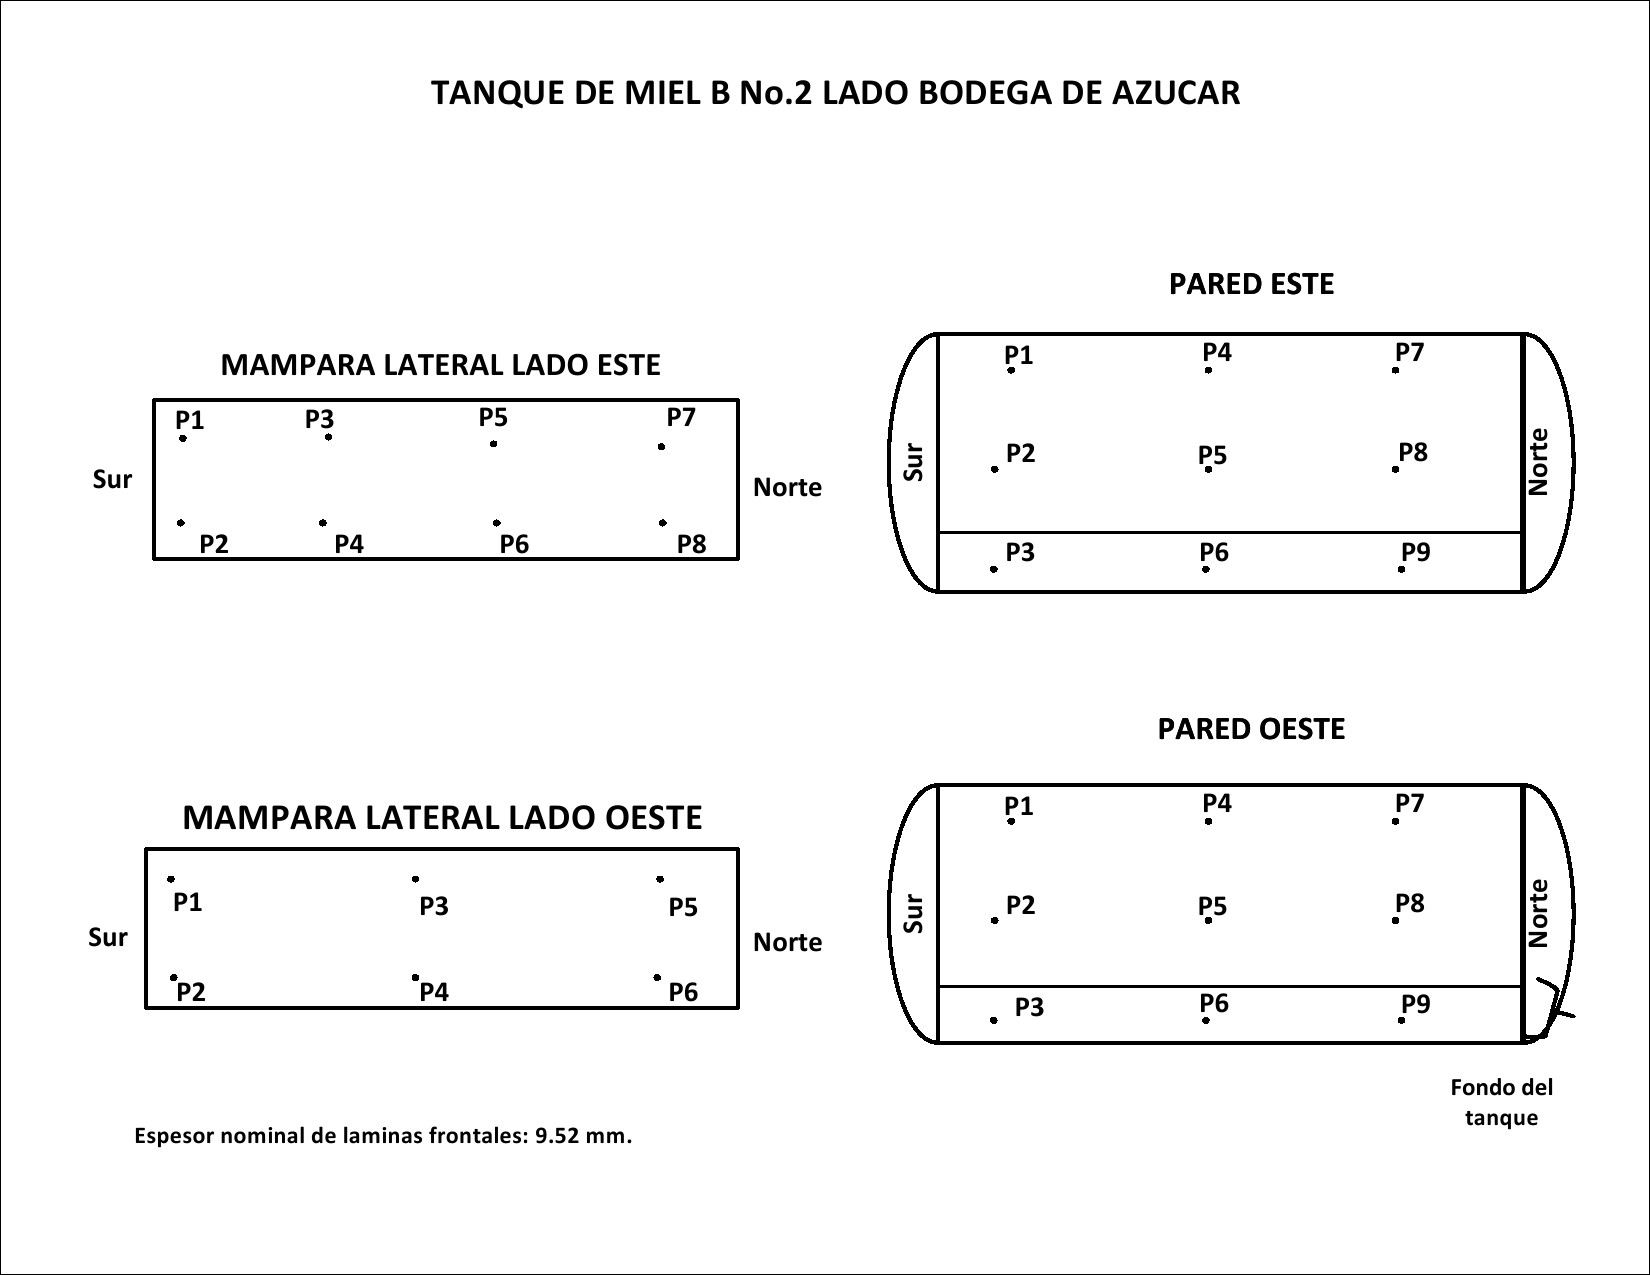 TANQUE DE MIEL B No.2 LADO BODEGA DE AZUCAR
MAMPARA LATERAL LADO ESTE
P1 P3 P5 P7
Sur Norte
P2 P4 P6 P8
PARED ESTE
P1 P4 P7
Sur P2 P5 P8 Norte
P3 P6 P9
MAMPARA LATERAL LADO OESTE
P1 P3 P5
Sur Norte
P2 P4 P6
PARED OESTE
P1 P4 P7
Sur P2 P5 P8 Norte
P3 P6 P9
Fondo del
tanque
Espesor nominal de laminas frontales: 9.52 mm.